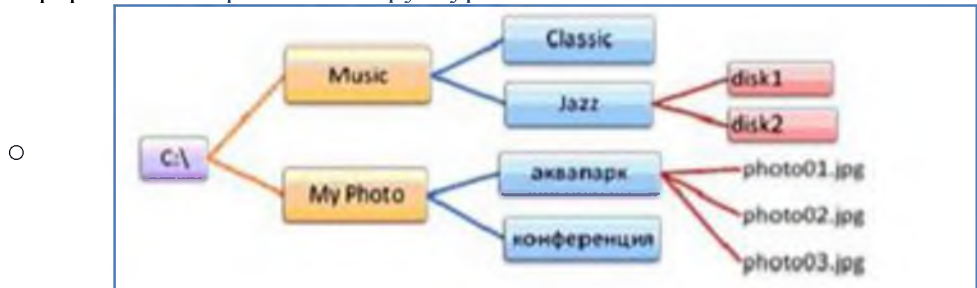 Classic
Music
Jazz
disk1
disk2
C:\
My Photo
аквапарк
photo01.jpg
photo02.jpg
конференция
photo03.jpg